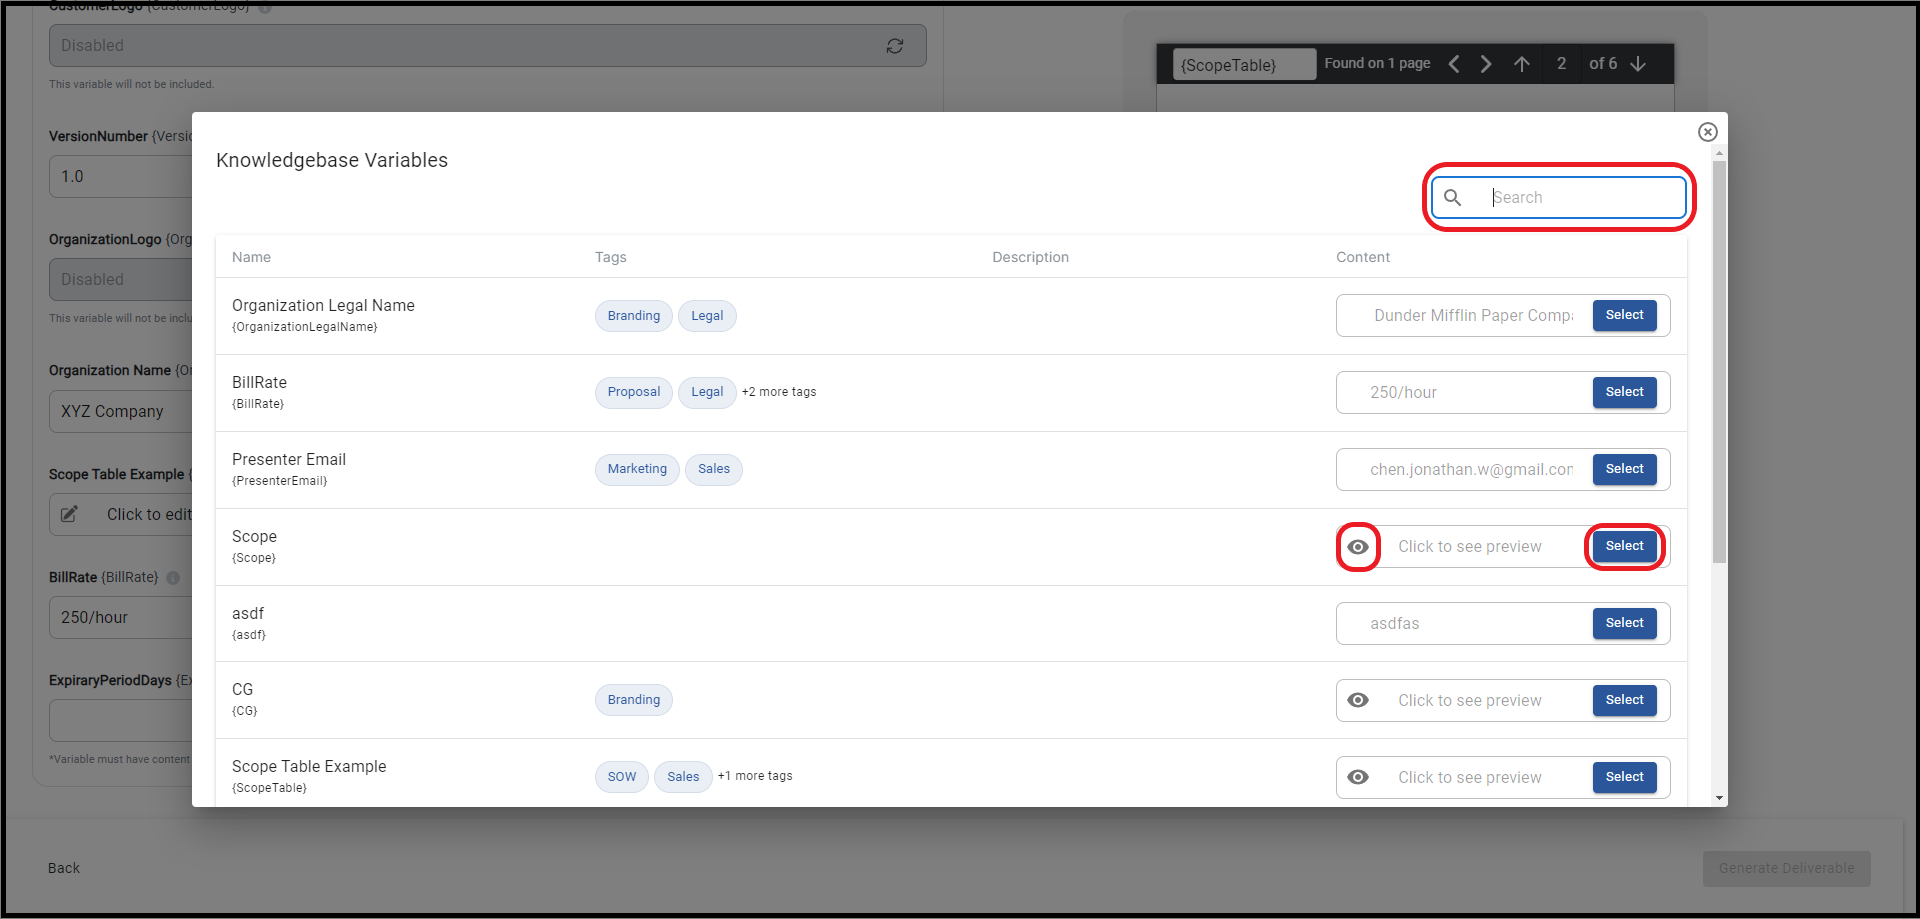 CustomerLogo {CustomerLogo}
Disabled
This variable will not be included.
{ScopeTable} Found on 1 page 2 of 6
VersionNumber {Versi
1.0
OrganizationLogo {Org
Disabled
This variable will not be inclu
Organization Name {O
XYZ Company
Scope Table Example {
Click to edit
BillRate {BillRate}
250/hour
ExpiraryPeriodDays {E
*Variable must have content
Knowledgebase Variables
Search
Name Tags Description Content
Organization Legal Name
{OrganizationLegalName}
Branding Legal
Dunder Mifflin Paper Comp
Select
BillRate
{BillRate}
Proposal Legal +2 more tags
250/hour
Select
Presenter Email
{PresenterEmail}
Marketing Sales
chen.jonathan.w@gmail.con
Select
Scope
{Scope}
Click to see preview
Select
asdf
{asdf}
asdfas
Select
CG
{CG}
Branding
Click to see preview
Select
Scope Table Example
{ScopeTable}
SOW Sales +1 more tags
Click to see preview
Select
Back
Generate Deliverable